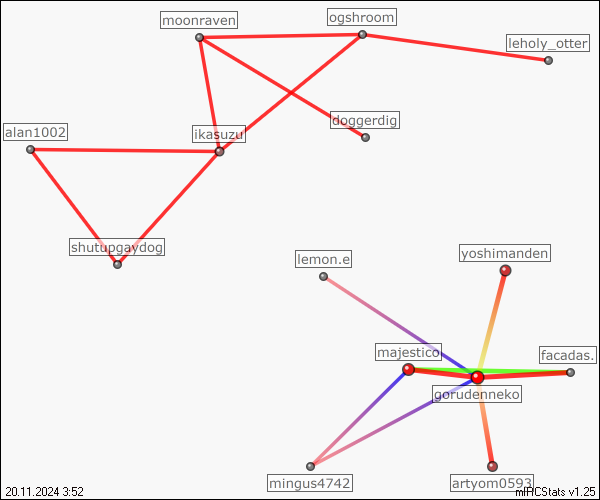 moonraven
ogshroom
leholy_otter
doggerdig
alan1002
ikasuzu
shutupgaydog
lemon.e
yoshimanden
majestico
facadas.
gorudenneko
mingus4742
artyom0593
20.11.2024 3:52
mIRCStats v1.25